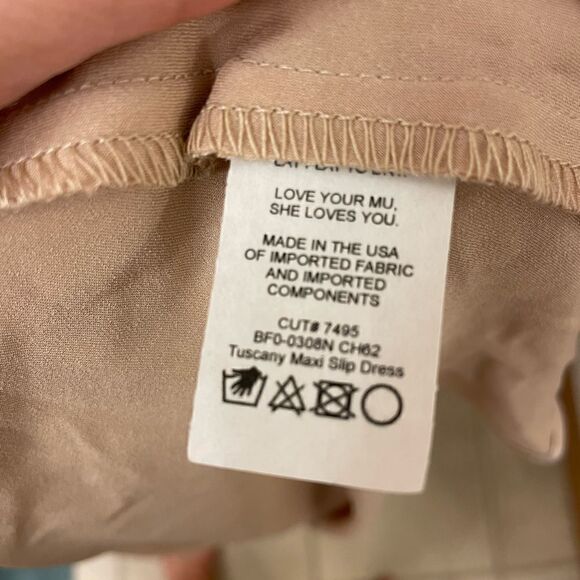 LOVE YOUR MU,
SHE LOVES YOU.
MADE IN THE USA
OF IMPORTED FABRIC
AND IMPORTED
COMPONENTS
CUT# 7495
BF0-0308N CH62
Tuscany Maxi Slip Dress